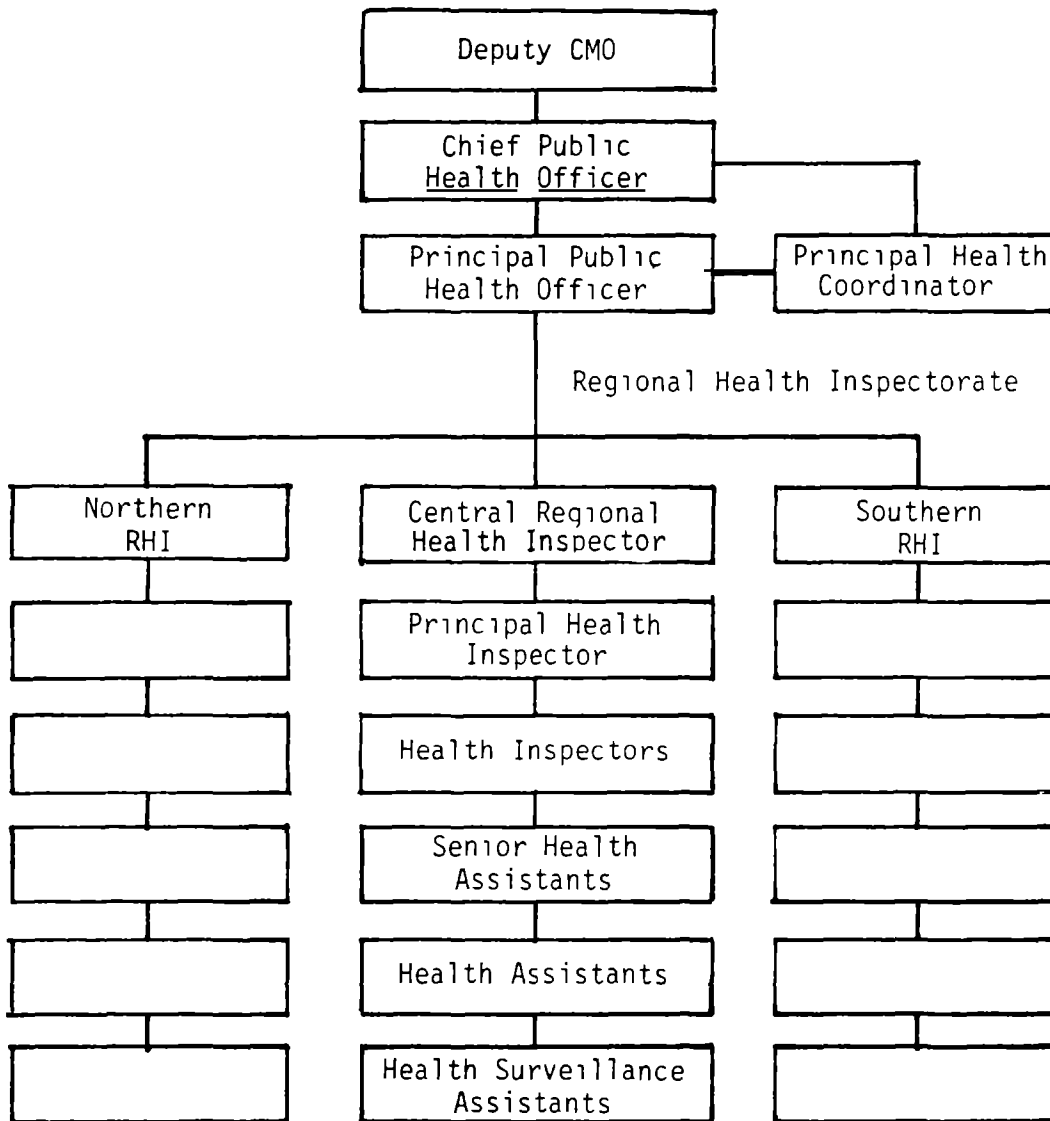 Deputy CMO
Chief Public
Health Officer
Principal Public
Health Officer
Principal Health
Coordinator
Regional Health Inspectorate
Northern
RHI
Central Regional
Health Inspector
Southern
RHI
Principal Health
Inspector
Health Inspectors
Senior Health
Assistants
Health Assistants
Health Surveillance
Assistants